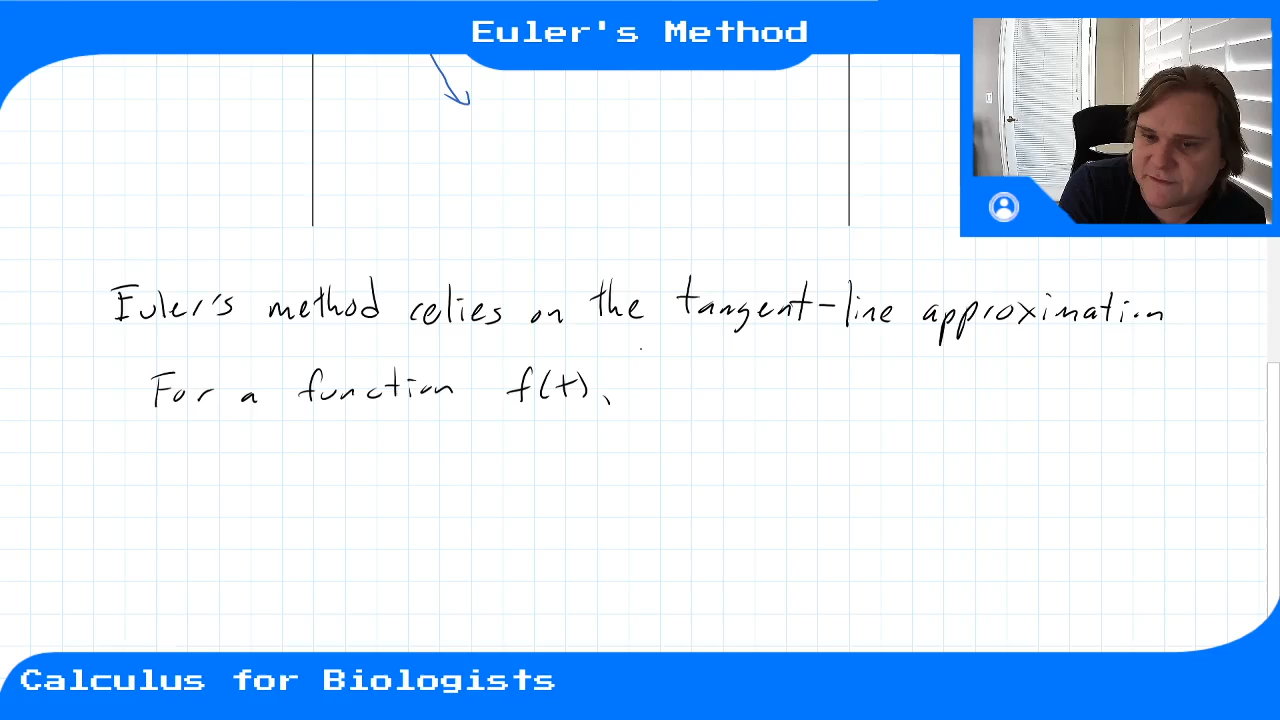 Euler's Method
Euler's method relies on the tangent-line approximation
For a function f(t),
Calculus for Biologists